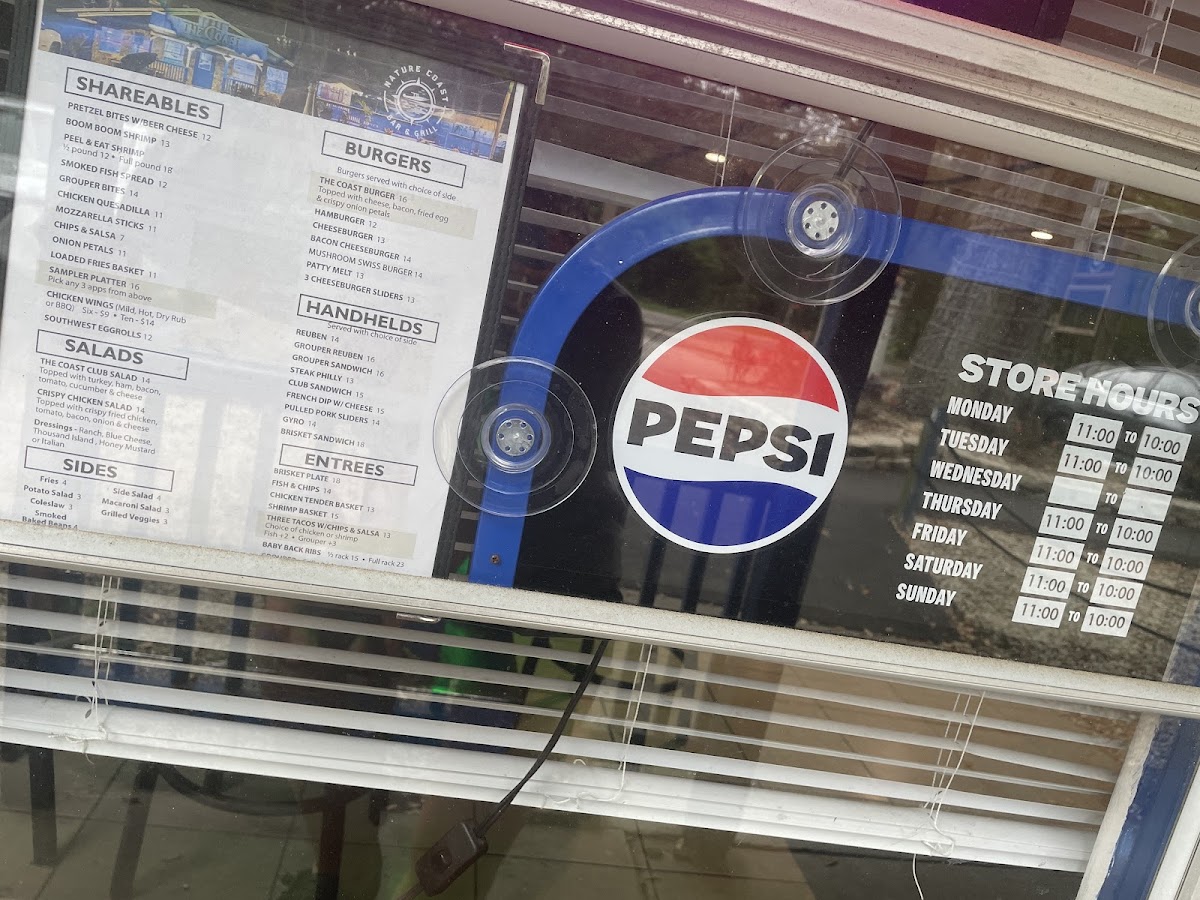 NATURE COAST
BAR & GRILL
SHAREABLES
PRETZEL BITES W/BEER CHEESE 12
BOOM BOOM SHRIMP 13
PEEL & EAT SHRIMP
½ pound 12 • Full pound 18
SMOKED FISH SPREAD 12
GROUPER BITES 14
CHICKEN QUESADILLA 11
MOZZARELLA STICKS 11
CHIPS & SALSA 7
ONION PETALS 11
LOADED FRIES BASKET 11
SAMPLER PLATTER 16
Pick any 3 apps from above
CHICKEN WINGS (Mild, Hot, Dry Rub
or BBQ) Six - $9 • Ten - $14
SOUTHWEST EGGROLLS 12
SALADS
THE COAST CLUB SALAD 14
Topped with turkey, ham, bacon,
tomato, cucumber & cheese
CRISPY CHICKEN SALAD 14
Topped with crispy fried chicken,
tomato, bacon, onion & cheese
Dressings - Ranch, Blue Cheese,
Thousand Island , Honey Mustard
or Italian
SIDES
Fries 4
Potato Salad 3
Coleslaw 3
Smoked
Baked Beans 4
Side Salad 4
Macaroni Salad 3
Grilled Veggies 3
BURGERS
Burgers served with choice of side
THE COAST BURGER 16
Topped with cheese, bacon, fried egg
& crispy onion petals
HAMBURGER 12
CHEESEBURGER 13
BACON CHEESEBURGER 14
MUSHROOM SWISS BURGER 14
PATTY MELT 13
3 CHEESEBURGER SLIDERS 13
HANDHELDS
Served with choice of side
REUBEN 14
GROUPER REUBEN 16
GROUPER SANDWICH 16
STEAK PHILLY 13
CLUB SANDWICH 15
FRENCH DIP W/ CHEESE 15
PULLED PORK SLIDERS 14
GYRO 14
BRISKET SANDWICH 18
ENTREES
BRISKET PLATE 18
FISH & CHIPS 14
CHICKEN TENDER BASKET 13
SHRIMP BASKET 15
THREE TACOS W/CHIPS & SALSA 13
Choice of chicken or shrimp
Fish +2 • Grouper +3
BABY BACK RIBS ½ rack 15 • Full rack 23
PEPSI
STORE HOURS
MONDAY 11:00 TO 10:00
TUESDAY 11:00 TO 10:00
WEDNESDAY TO
THURSDAY 11:00 TO 10:00
FRIDAY 11:00 TO 10:00
SATURDAY 11:00 TO 10:00
SUNDAY 11:00 TO 10:00